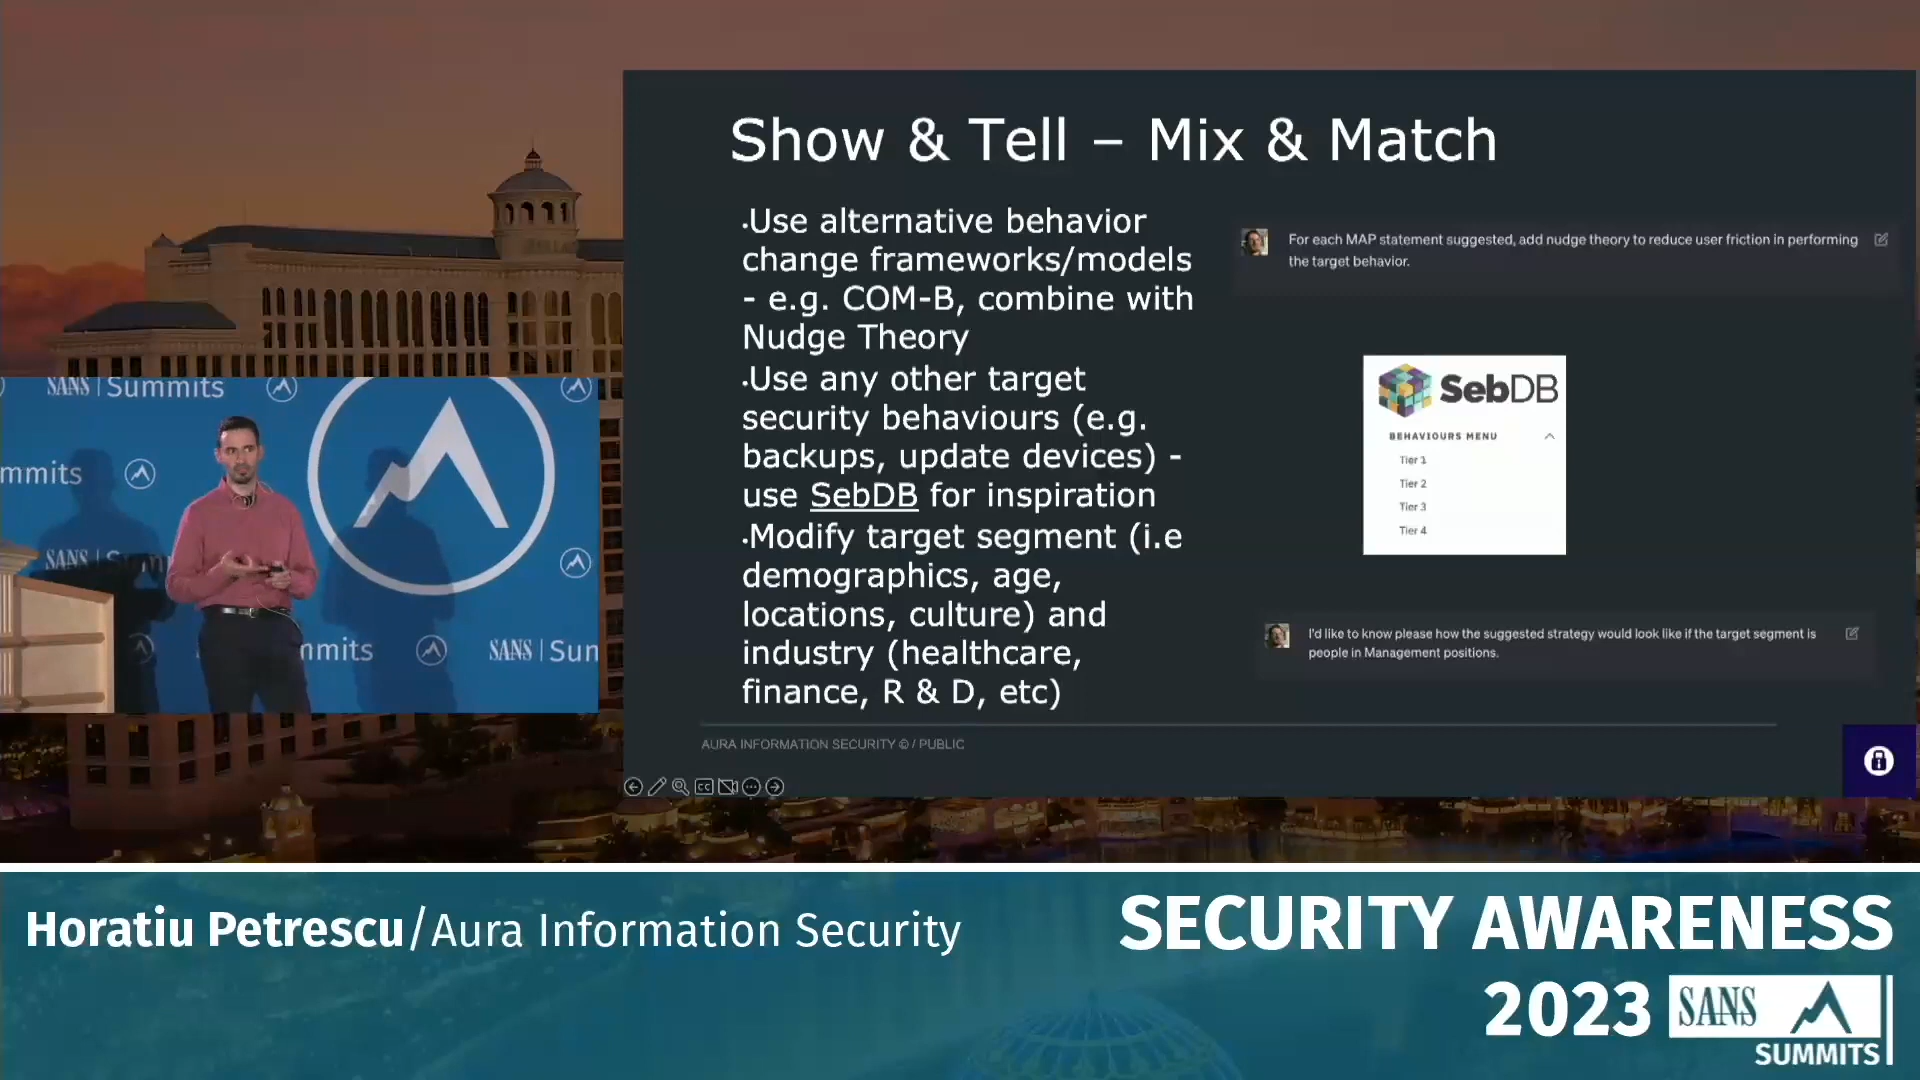 Show & Tell – Mix & Match
·Use alternative behavior
change frameworks/models
- e.g. COM-B, combine with
Nudge Theory
·Use any other target
security behaviours (e.g.
backups, update devices) -
use SebDB for inspiration
·Modify target segment (i.e
demographics, age,
locations, culture) and
industry (healthcare,
finance, R & D, etc)
For each MAP statement suggested, add nudge theory to reduce user friction in performing
the target behavior.
SebDB
BEHAVIOURS MENU
Tier 1
Tier 2
Tier 3
Tier 4
I'd like to know please how the suggested strategy would look like if the target segment is
people in Management positions.
AURA INFORMATION SECURITY © / PUBLIC
CC
SANS | Summits
mmits
SANS | Summ
mmits
SANS | Sum
Horatiu Petrescu/Aura Information Security
SECURITY AWARENESS
2023
SANS
SUMMITS